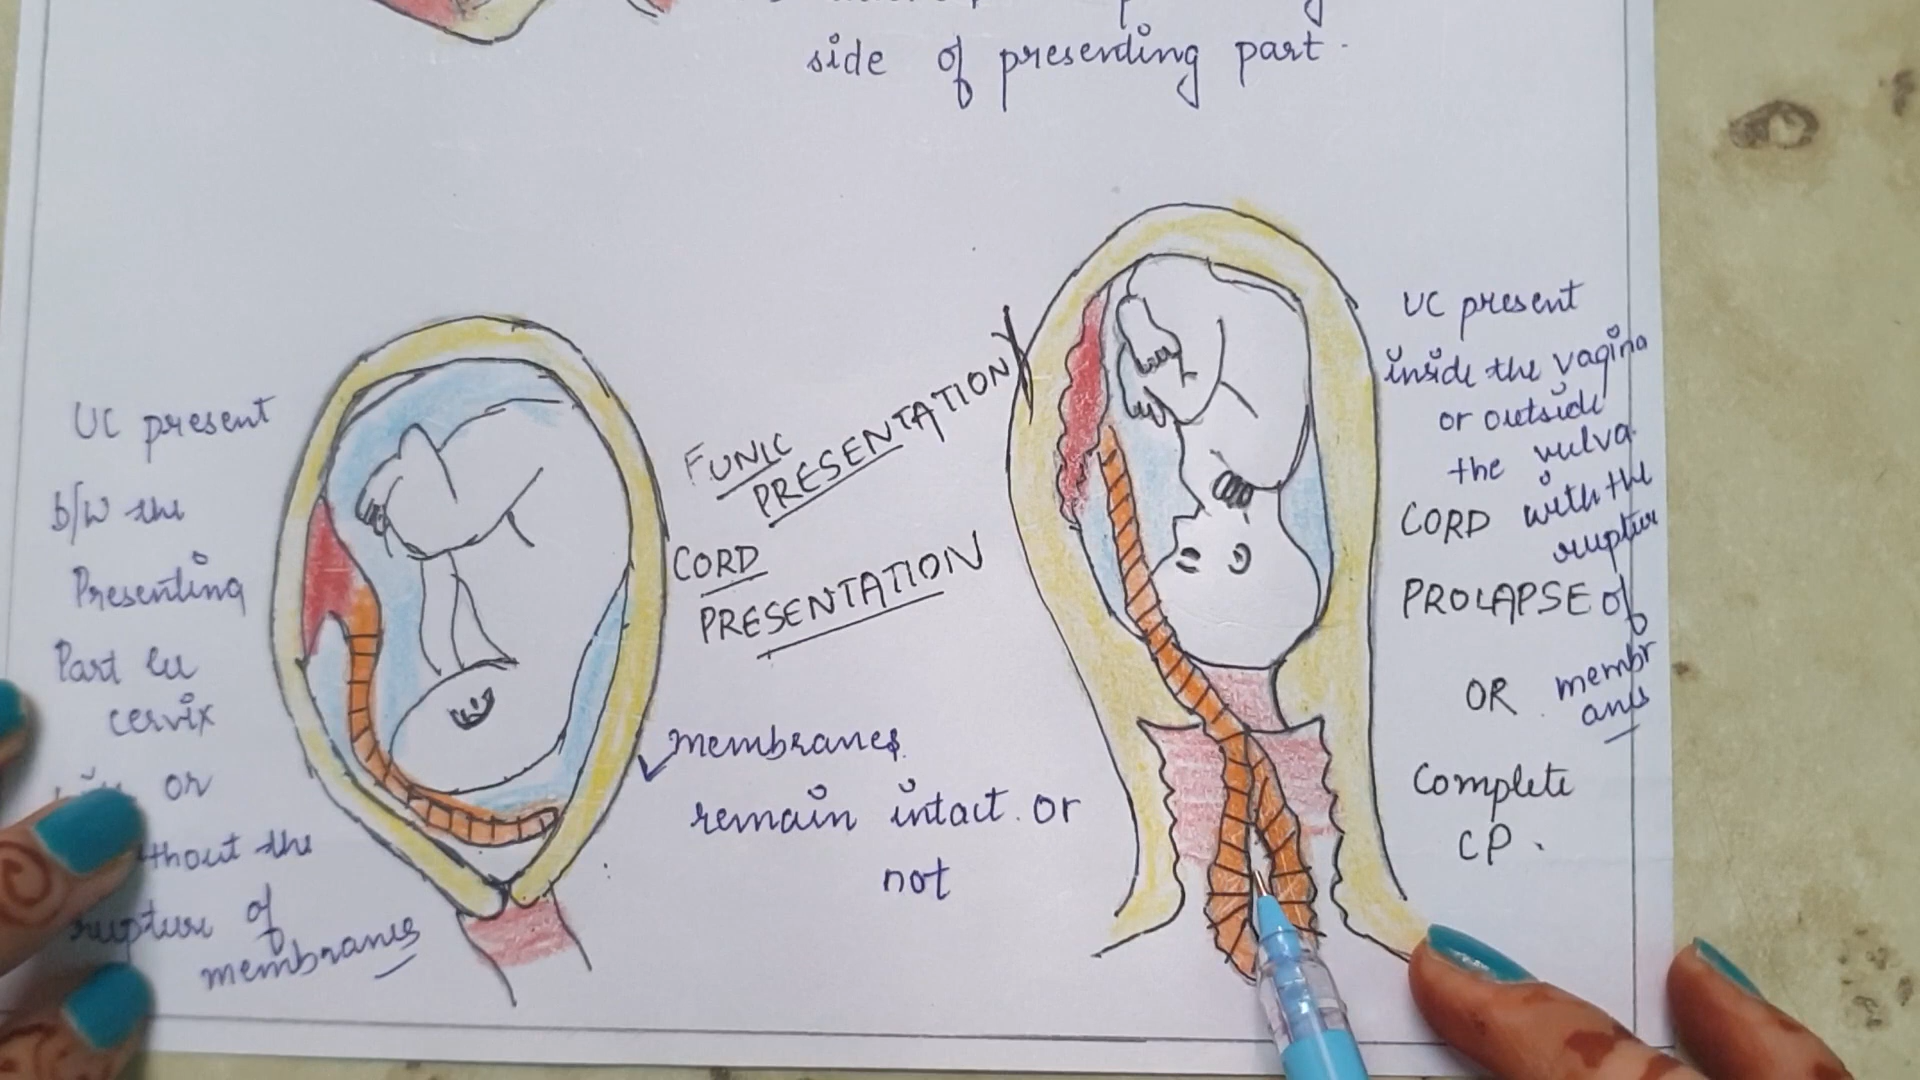 side of presenting part.
UC present
b/w the
Presenting
Part
cervix
or
thout the
rupture of
membranes
FUNIC
PRESENTATION
CORD
PRESENTATION
membranes
remain intact or
not
UC present
inside the vagina
or outside
the vulva
with the
ruptur
of
membr
anes
CORD
PROLAPSE
OR
Complete
CP.